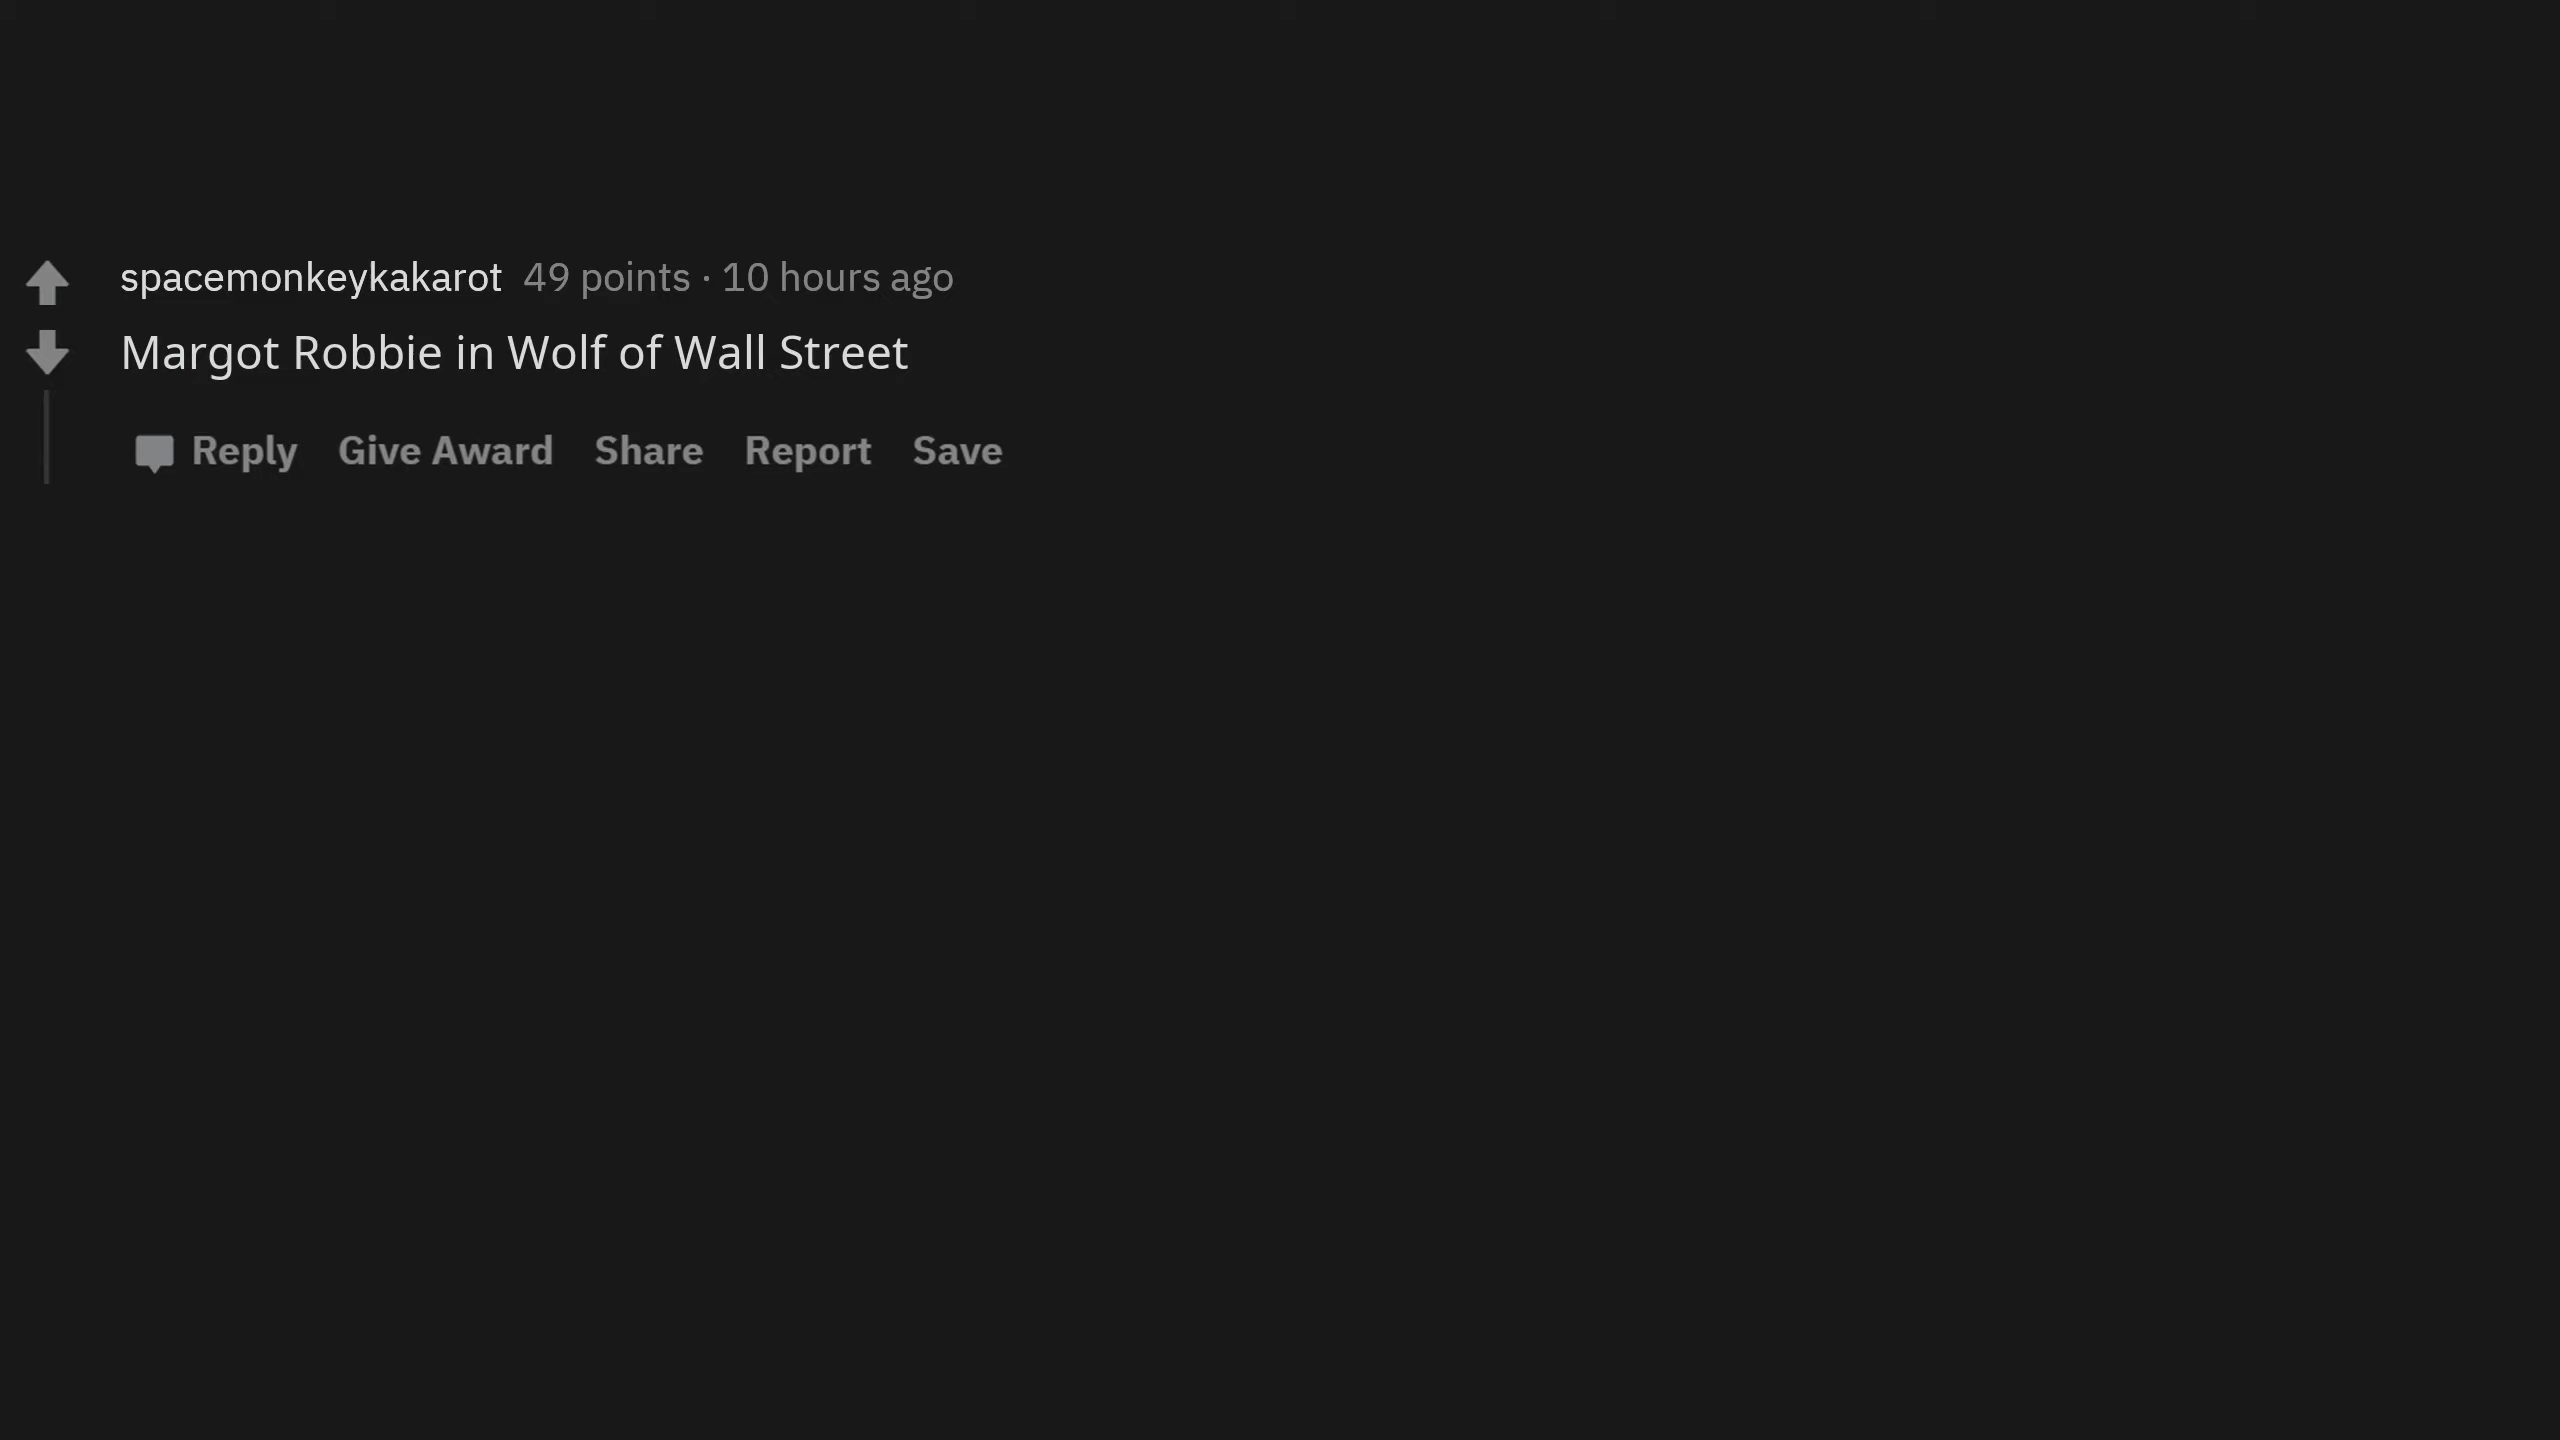 spacemonkeykakarot 49 points · 10 hours ago
Margot Robbie in Wolf of Wall Street
Reply Give Award Share Report Save